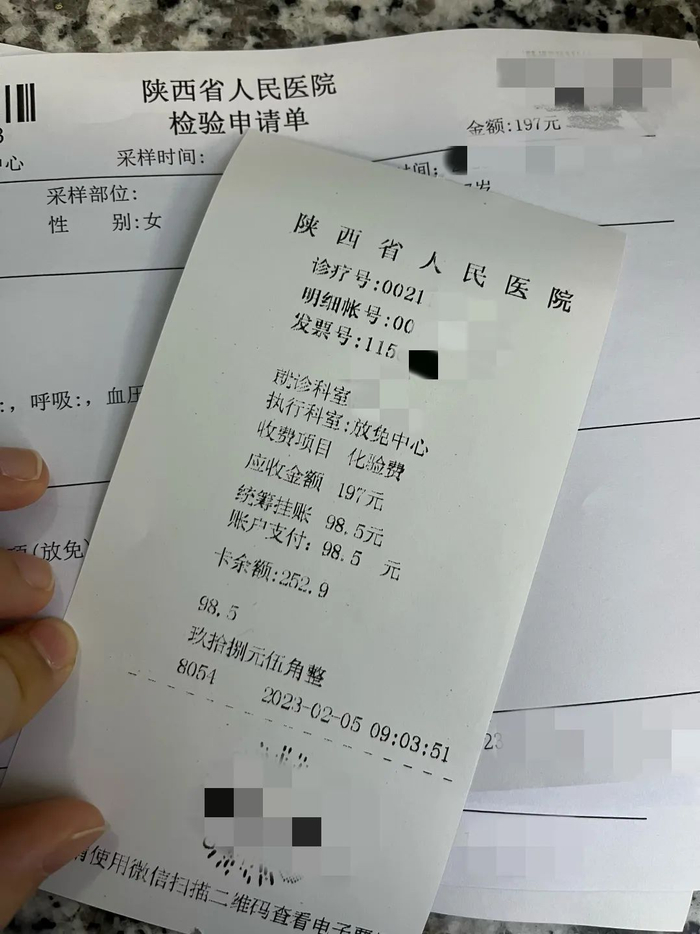 陕西省人民医院
检验申请单
金额:197元
采样时间:
采样部位:
性 别:女
呼吸:，血压
(放免)
陕西省人民医院
诊疗号:0021
明细帐号:00
发票号:115
就诊科室
执行科室:放免中心
收费项目 化验费
应收金额 197元
统筹挂账 98.5元
账户支付: 98.5 元
卡余额:252.9
98.5
玖拾捌元伍角整
8054 2023-02-05 09:03:51
使用微信扫描二维码查看电子票